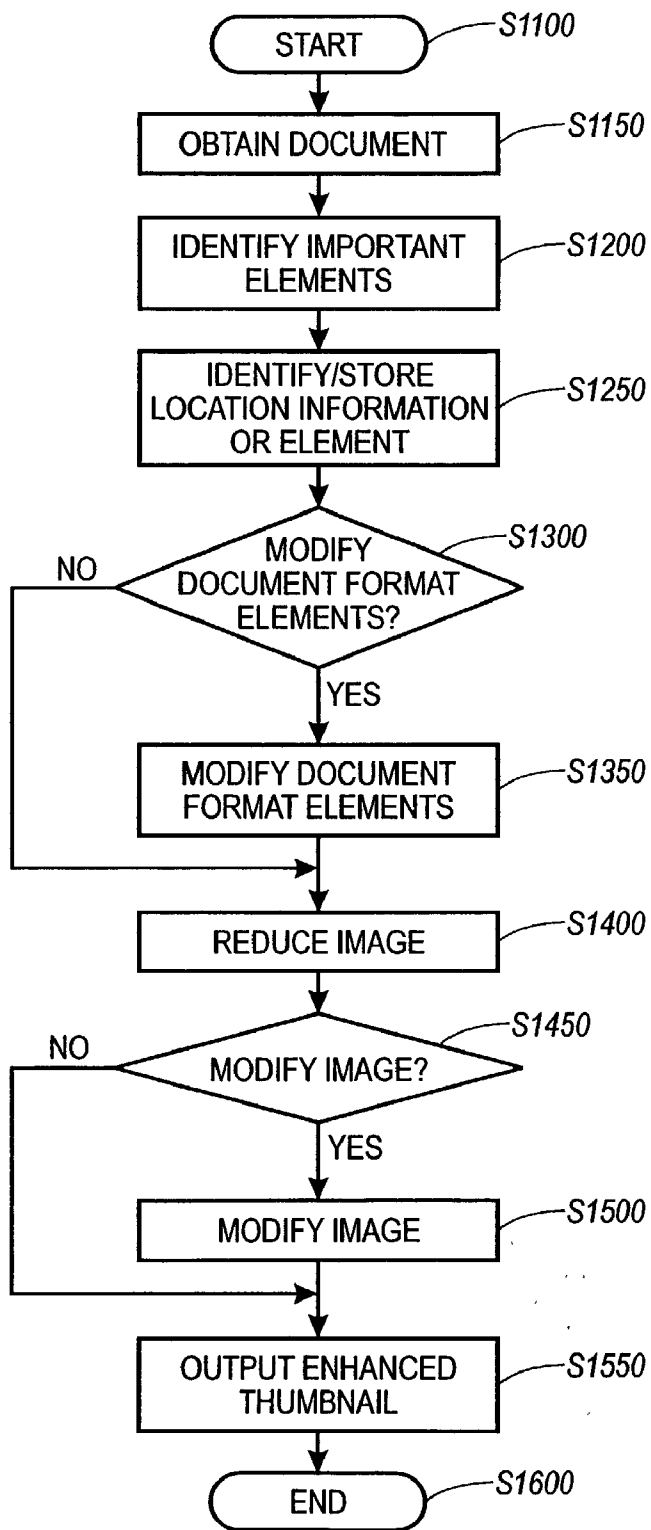 START
S1100
OBTAIN DOCUMENT
S1150
IDENTIFY IMPORTANT
ELEMENTS
S1200
IDENTIFY/STORE
LOCATION INFORMATION
OR ELEMENT
S1250
MODIFY
DOCUMENT FORMAT
ELEMENTS?
S1300
NO
YES
MODIFY DOCUMENT
FORMAT ELEMENTS
S1350
REDUCE IMAGE
S1400
MODIFY IMAGE?
S1450
NO
YES
MODIFY IMAGE
S1500
OUTPUT ENHANCED
THUMBNAIL
S1550
END
S1600